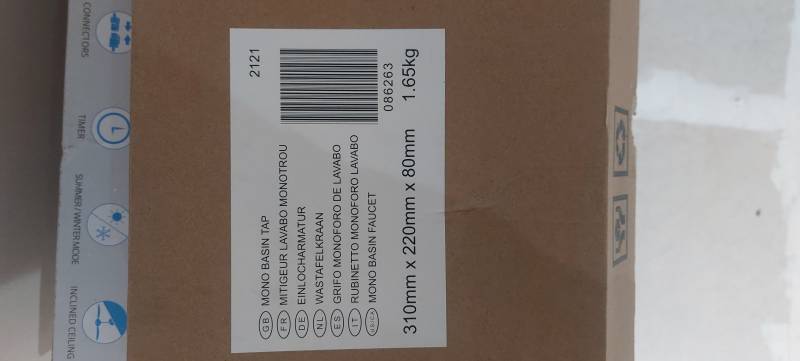 2121
086263
GB MONO BASIN TAP
FR MITIGEUR LAVABO MONOTROU
DE EINLOCHARMATUR
NL WASTAFELKRAAN
ES GRIFO MONOFORO DE LAVABO
IT RUBINETTO MONOFORO LAVABO
MONO BASIN FAUCET
310mm x 220mm x 80mm 1.65kg
CONNECTORS
TIMER
SUMMER/WINTER MODE
INCLINED CEILING